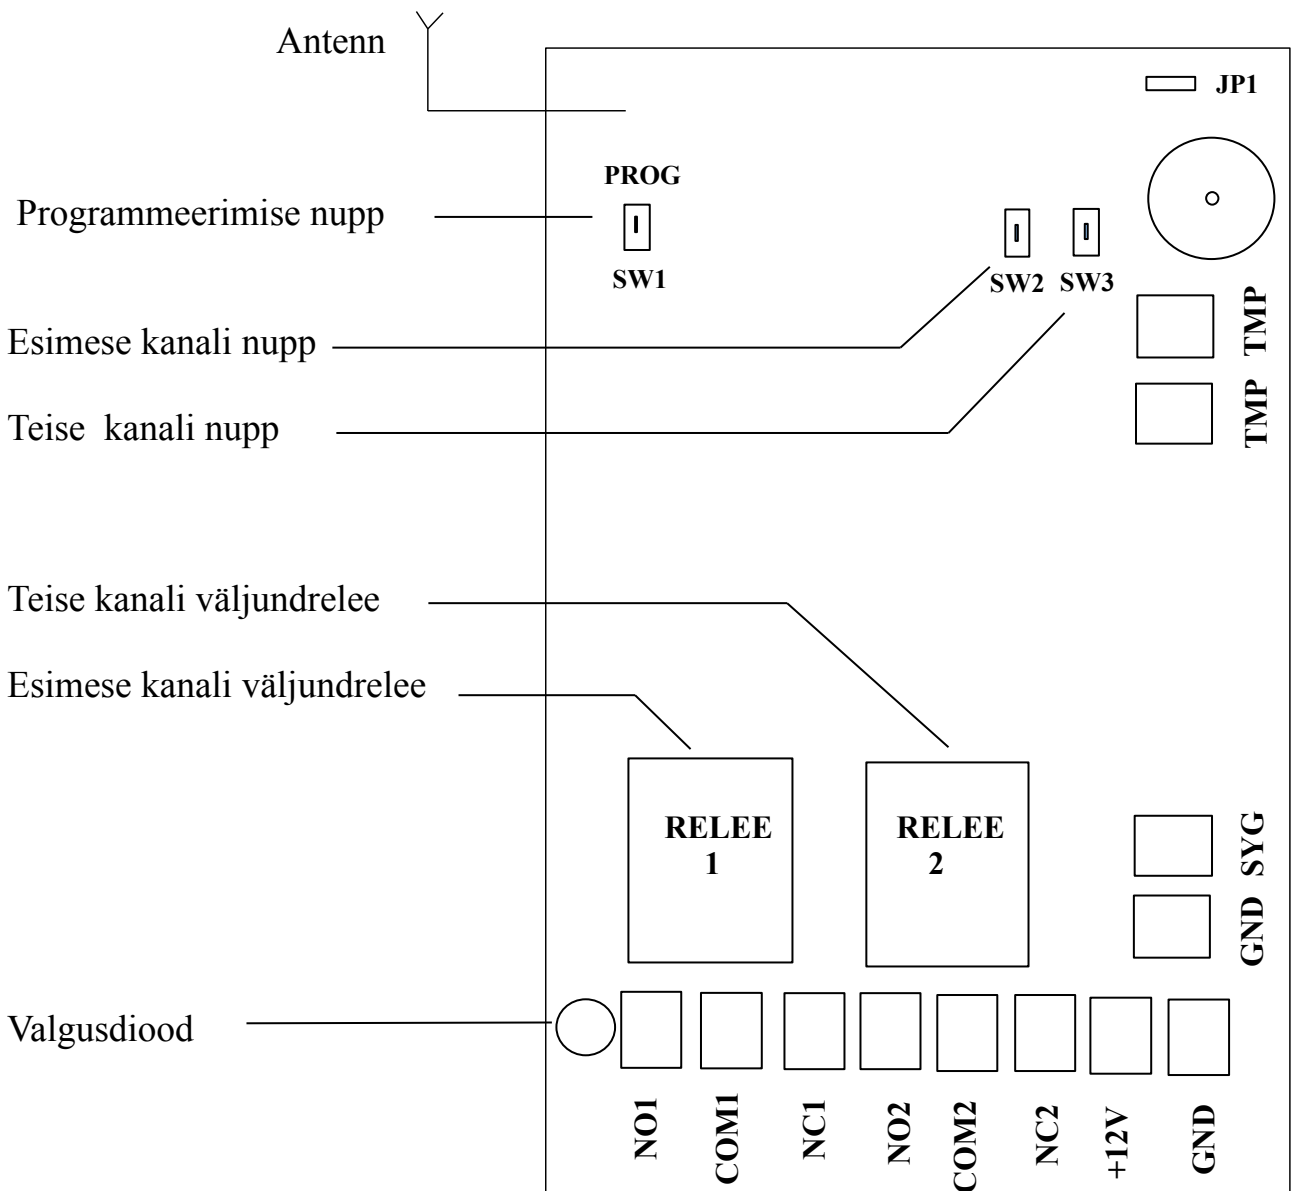 Antenn
JP1
PROG
Programmeerimise nupp
SW1
SW2 SW3
TMP
Esimese kanali nupp
TMP
Teise kanali nupp
Teise kanali väljundrelee
Esimese kanali väljundrelee
RELEE
1
RELEE
2
SYG
GND
Valgusdiood
NO1
COM1
NC1
NO2
COM2
NC2
+12V
GND